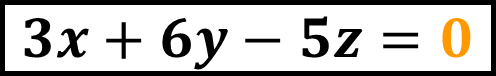 3x + 6y − 5z = 0